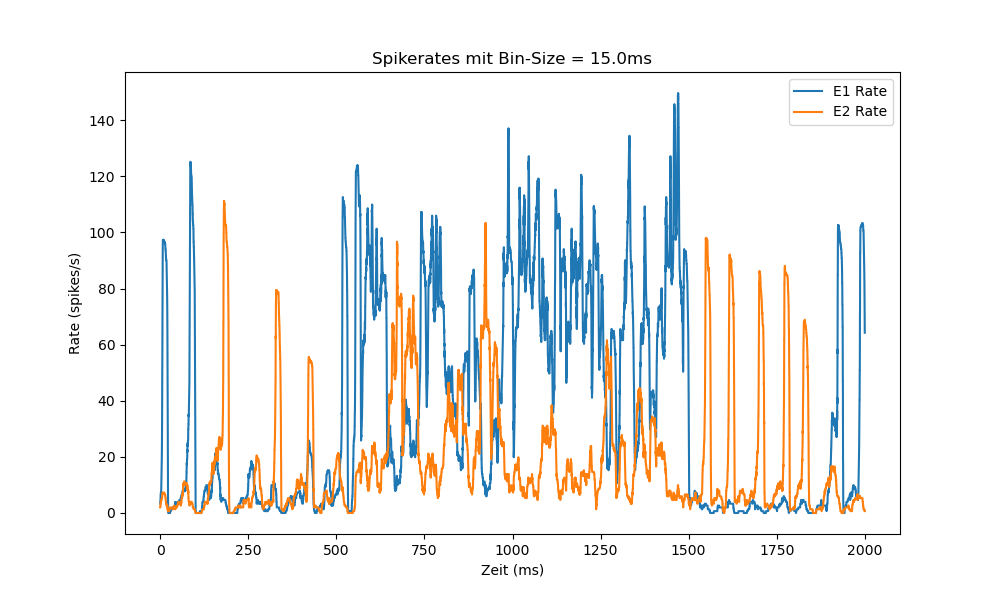 Spikerates mit Bin-Size = 15.0ms
E1 Rate
E2 Rate
140
120
100
80
60
40
20
0
Rate (spikes/s)
0 250 500 750 1000 1250 1500 1750 2000
Zeit (ms)